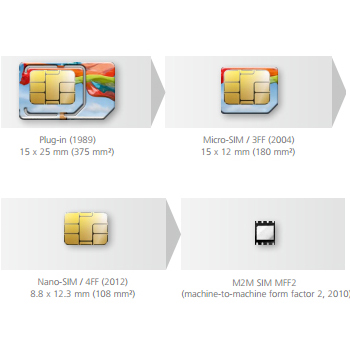 Plug-in (1989)
15 x 25 mm (375 mm²)
Micro-SIM / 3FF (2004)
15 x 12 mm (180 mm²)
Nano-SIM / 4FF (2012)
8.8 x 12.3 mm (108 mm²)
M2M SIM MFF2
(machine-to-machine form factor 2, 2010)